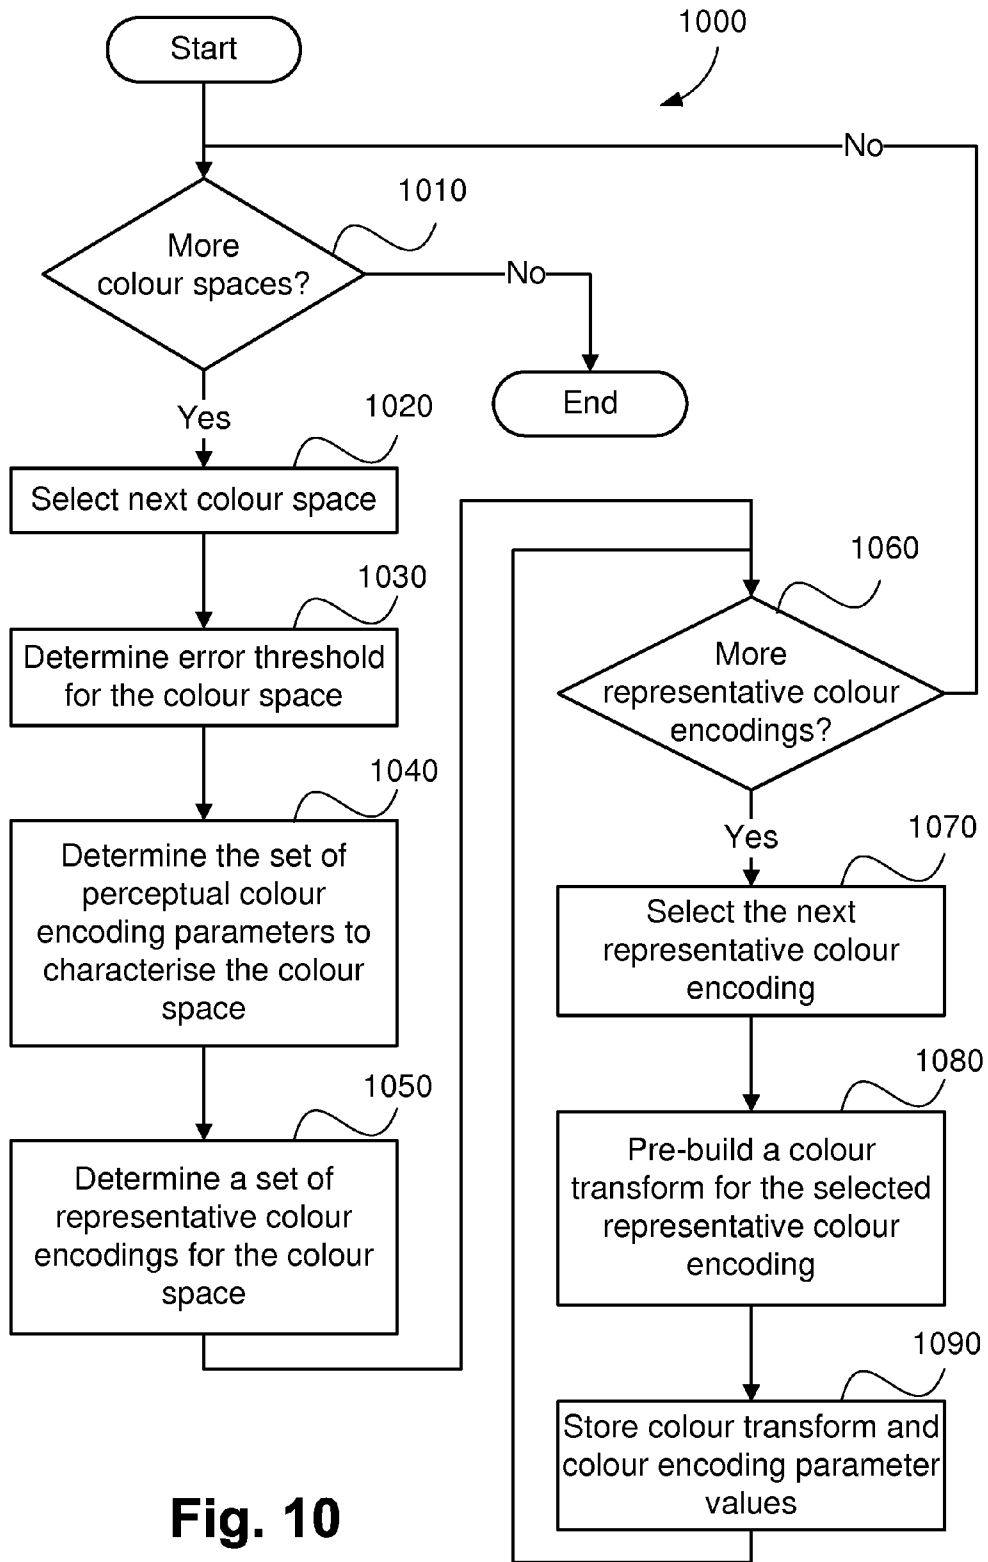 Start
1000
No
1010
More
colour spaces?
No
End
Yes
1020
Select next colour space
1030
Determine error threshold
for the colour space
1040
Determine the set of
perceptual colour
encoding parameters to
characterise the colour
space
1050
Determine a set of
representative colour
encodings for the colour
space
1060
More
representative colour
encodings?
Yes
1070
Select the next
representative colour
encoding
1080
Pre-build a colour
transform for the selected
representative colour
encoding
1090
Store colour transform and
colour encoding parameter
values
Fig. 10